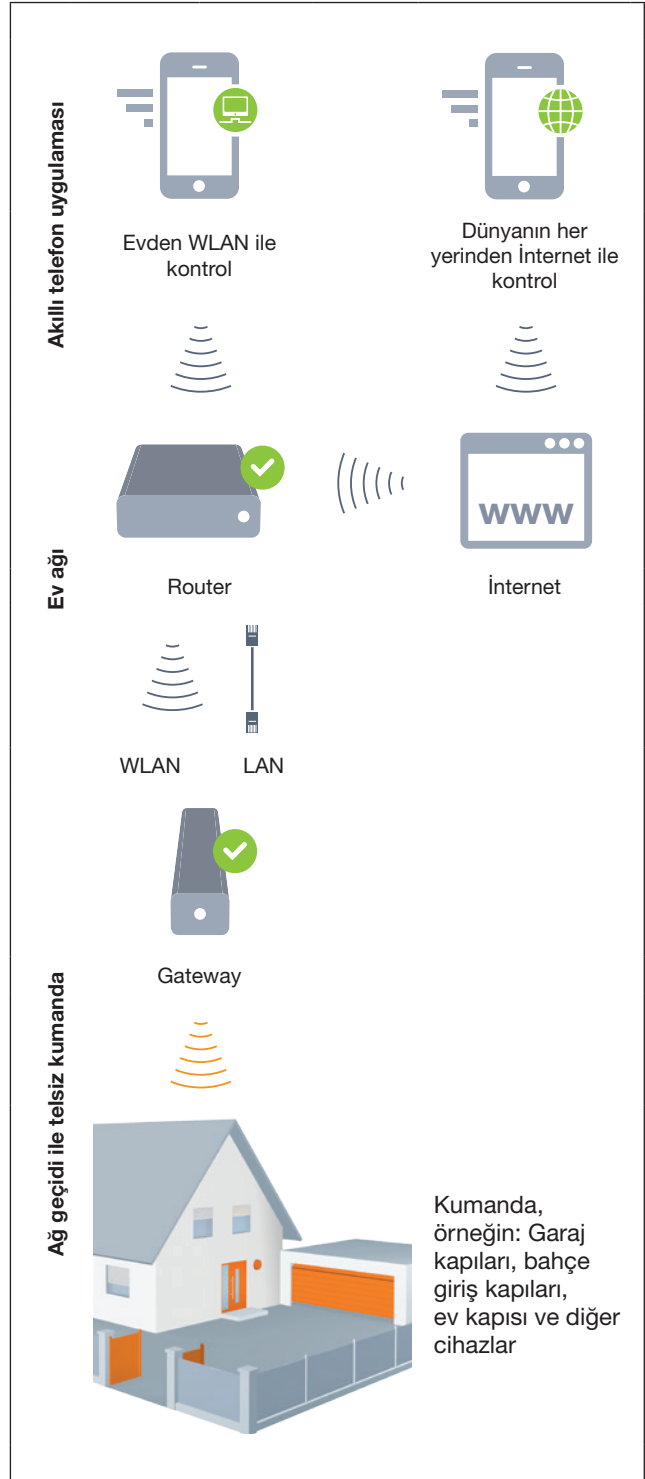 Akıllı telefon uygulaması
Evden WLAN ile
kontrol
Dünyanın her
yerinden İnternet ile
kontrol
Ev ağı
www
Router
İnternet
WLAN
LAN
Ağ geçidi ile telsiz kumanda
Gateway
Kumanda,
örneğin: Garaj
kapıları, bahçe
giriş kapıları,
ev kapısı ve diğer
cihazlar